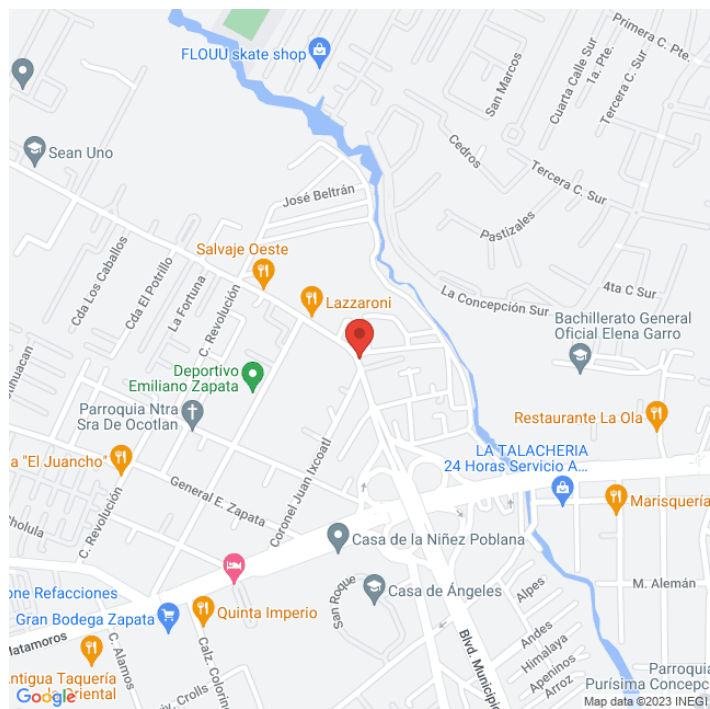 Primera C. Pte.
FLOUU skate shop
San Marcos
Cuarta Calle Sur
1a. Pte.
Tercera C. Sur
Cedros
Sean Uno
Tercera C. Sur
José Beltrán
Pastizales
Salvaje Oeste
Cda Los Caballos
Cda El Potrillo
La Fortuna
C. Revolución
Lazzaroni
La Concepción Sur
4ta C Sur
Bachillerato General
Oficial Elena Garro
Deportivo
Emiliano Zapata
Parroquia Ntra
Sra De Ocotlan
Restaurante La Ola
a "El Juancho"
LA TALACHERIA
24 Horas Servicio A...
Coronel Juan Ixcoatl
General E. Zapata
Marisquería
Cholula
C. Revolución
Casa de la Niñez Poblana
one Refacciones
Gran Bodega Zapata
Quinta Imperio
San Roque
Casa de Ángeles
Alpes
M. Alemán
Matamoros
C. Alamos
Calz. Colorin
Blvd. Municipio
Andes
Himalaya
Apeninos
Arroz
Antigua Taquería
Oriental
Crolls
Parroquia
Purísima Concepc
Google
Map data ©2023 INEGI